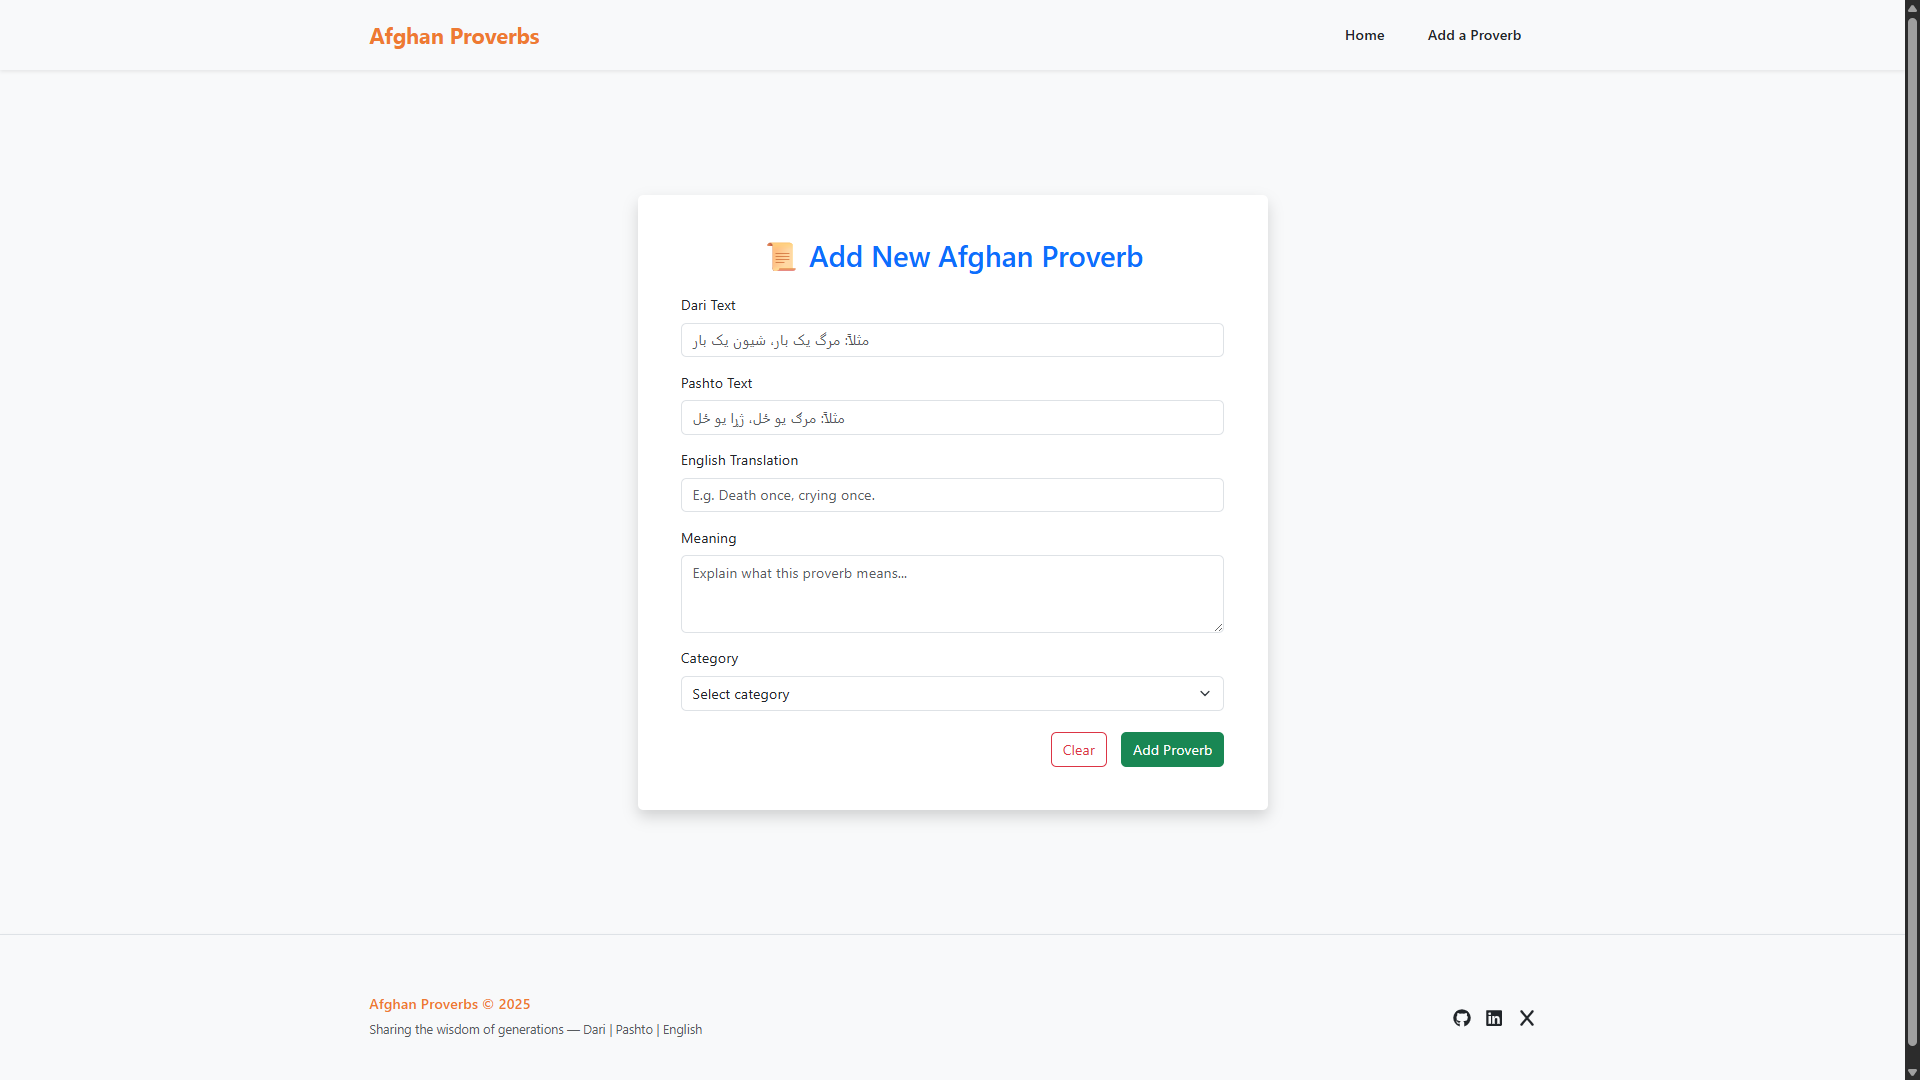 Afghan Proverbs
Home
Add a Proverb
📜 Add New Afghan Proverb
Dari Text
مثلاً: مرگ یک بار، شیون یک بار
Pashto Text
مثلاً: مرګ یو ځل، ژړا یو ځل
English Translation
E.g. Death once, crying once.
Meaning
Explain what this proverb means...
Category
Select category
Clear
Add Proverb
Afghan Proverbs © 2025
Sharing the wisdom of generations — Dari | Pashto | English